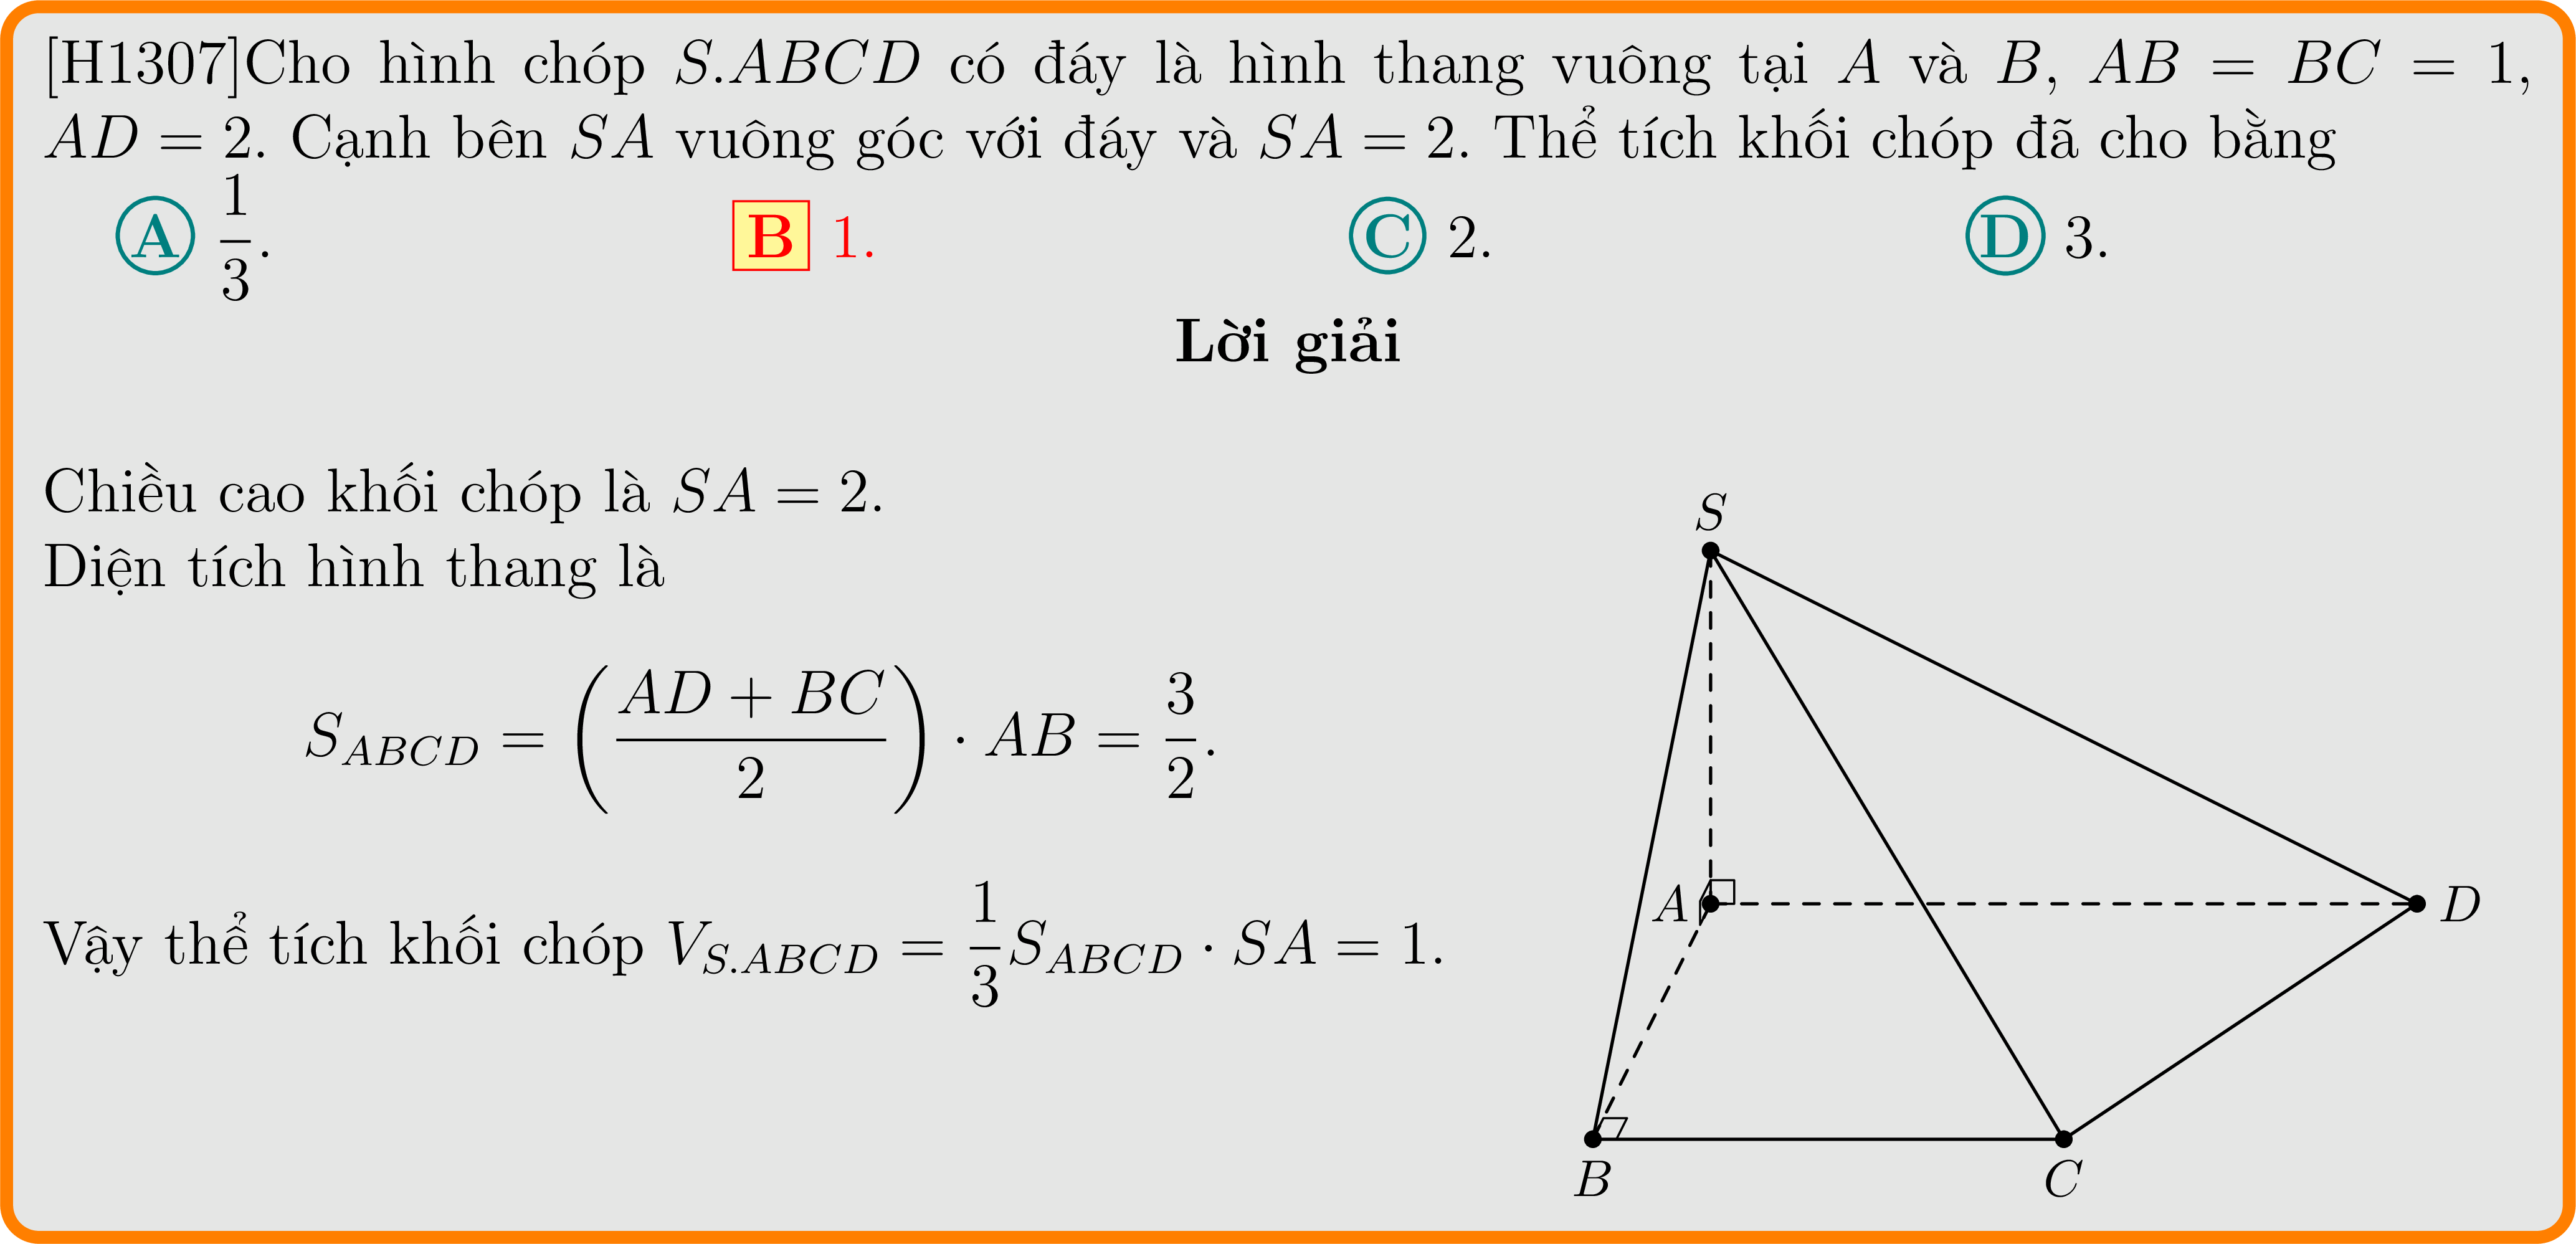 [H1307]Cho hình chóp S.ABCD có đáy là hình thang vuông tại A và B, AB = BC = 1,
AD = 2. Cạnh bên SA vuông góc với đáy và SA = 2. Thể tích khối chóp đã cho bằng
A \frac{1}{3}. B 1. C 2. D 3.
Lời giải
Chiều cao khối chóp là SA = 2.
Diện tích hình thang là
S_{ABCD} = \left(\frac{AD + BC}{2}\right) · AB = \frac{3}{2}.
Vậy thể tích khối chóp V_{S.ABCD} = \frac{1}{3}S_{ABCD} · SA = 1.
S
A
D
B
C